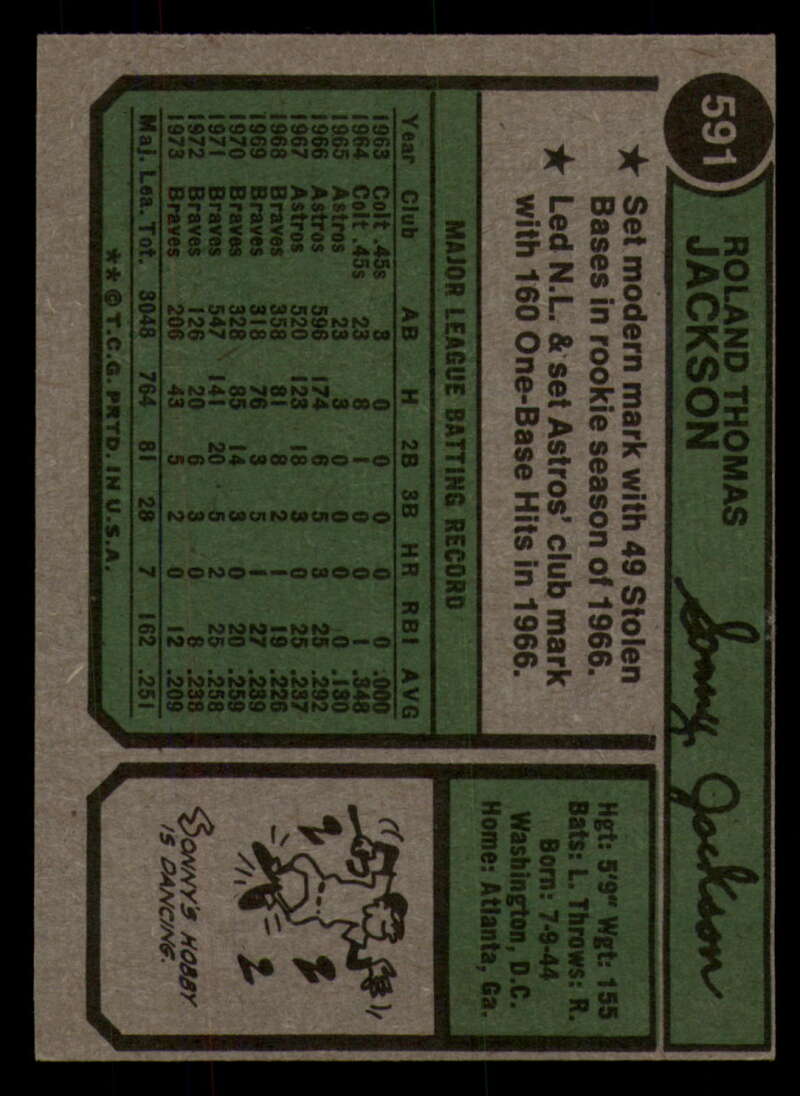 591
ROLAND THOMAS
JACKSON
Sonny Jackson
★ Set modern mark with 49 Stolen
Bases in rookie season of 1966.
★ Led N.L. & set Astros' club mark
with 160 One-Base Hits in 1966.
MAJOR LEAGUE BATTING RECORD
Year Club AB H 2B 3B HR RBI AVG
1963 Colt .45s 3 0 0 0 0 0 .000
1964 Colt .45s 23 8 1 0 0 1 .348
1965 Astros 23 3 0 0 0 0 .130
1966 Astros 596 174 6 5 3 25 .292
1967 Astros 520 123 18 3 0 25 .237
1968 Braves 358 81 8 2 1 19 .226
1969 Braves 318 76 3 5 1 27 .239
1970 Braves 328 85 14 3 0 20 .259
1971 Braves 547 141 20 5 2 25 .258
1972 Braves 126 20 6 3 0 8 .238
1973 Braves 206 43 5 2 0 12 .209
Maj. Lea. Tot. 3048 764 81 28 7 162 .251
**© T.C.G. PRTD. IN U.S.A.
Hgt: 5'9" Wgt: 155
Bats: L. Throws: R.
Born: 7-9-44
Washington, D.C.
Home: Atlanta, Ga.
SONNY'S HOBBY
IS DANCING.